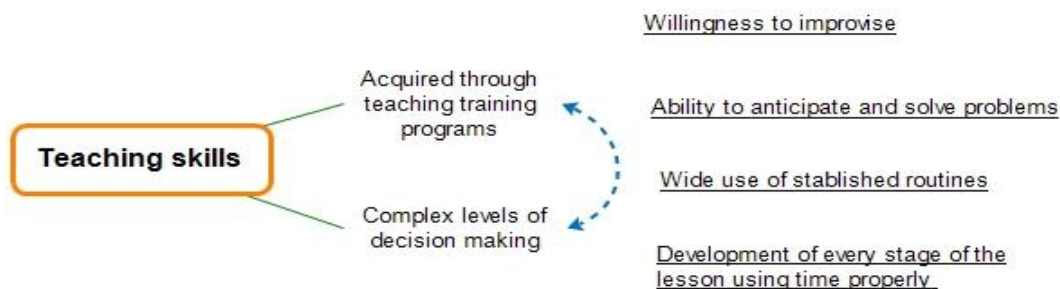 Teaching skills
Acquired through
teaching training
programs
Complex levels of
decision making
Willingness to improvise
Ability to anticipate and solve problems
Wide use of stablished routines
Development of every stage of the
lesson using time properly